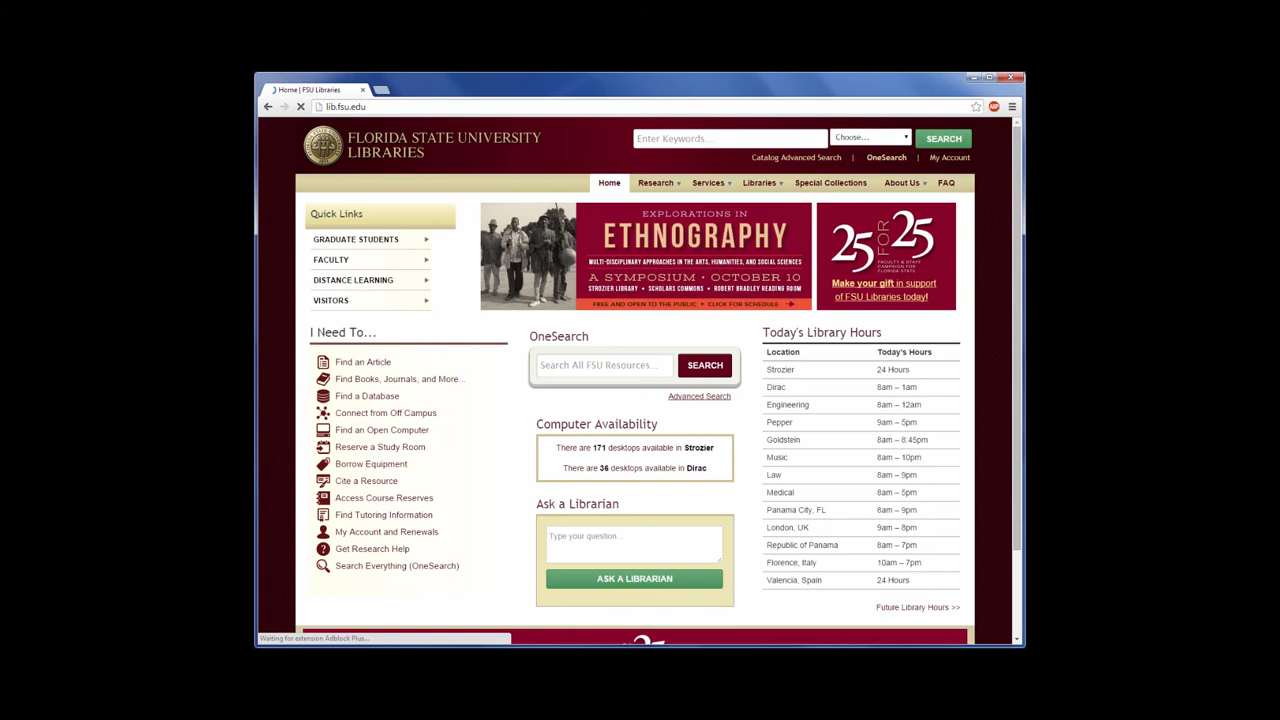 Home | FSU Libraries
lib.fsu.edu
ABP
FLORIDA STATE UNIVERSITY
LIBRARIES
Enter Keywords...
Choose...
SEARCH
Catalog Advanced Search | OneSearch | My Account
Home Research Services Libraries Special Collections About Us FAQ
Quick Links
GRADUATE STUDENTS
FACULTY
DISTANCE LEARNING
VISITORS
EXPLORATIONS IN
ETHNOGRAPHY
MULTI-DISCIPLINARY APPROACHES IN THE ARTS, HUMANITIES, AND SOCIAL SCIENCES
A SYMPOSIUM • OCTOBER 10
STROZIER LIBRARY • SCHOLARS COMMONS • ROBERT BRADLEY READING ROOM
FREE AND OPEN TO THE PUBLIC • CLICK FOR SCHEDULE
25 FOR 25
FACULTY & STAFF
CAMPAIGN FOR
FLORIDA STATE
Make your gift in support
of FSU Libraries today!
I Need To...
Find an Article
Find Books, Journals, and More...
Find a Database
Connect from Off Campus
Find an Open Computer
Reserve a Study Room
Borrow Equipment
Cite a Resource
Access Course Reserves
Find Tutoring Information
My Account and Renewals
Get Research Help
Search Everything (OneSearch)
OneSearch
Search All FSU Resources...
SEARCH
Advanced Search
Computer Availability
There are 171 desktops available in Strozier
There are 36 desktops available in Dirac
Ask a Librarian
Type your question...
ASK A LIBRARIAN
Today's Library Hours
Location Today's Hours
Strozier 24 Hours
Dirac 8am – 1am
Engineering 8am – 12am
Pepper 9am – 5pm
Goldstein 8am – 8:45pm
Music 8am – 10pm
Law 8am – 9pm
Medical 8am – 5pm
Panama City, FL 8am – 9pm
London, UK 9am – 8pm
Republic of Panama 8am – 7pm
Florence, Italy 10am – 7pm
Valencia, Spain 24 Hours
Future Library Hours >>
Waiting for extension Adblock Plus...